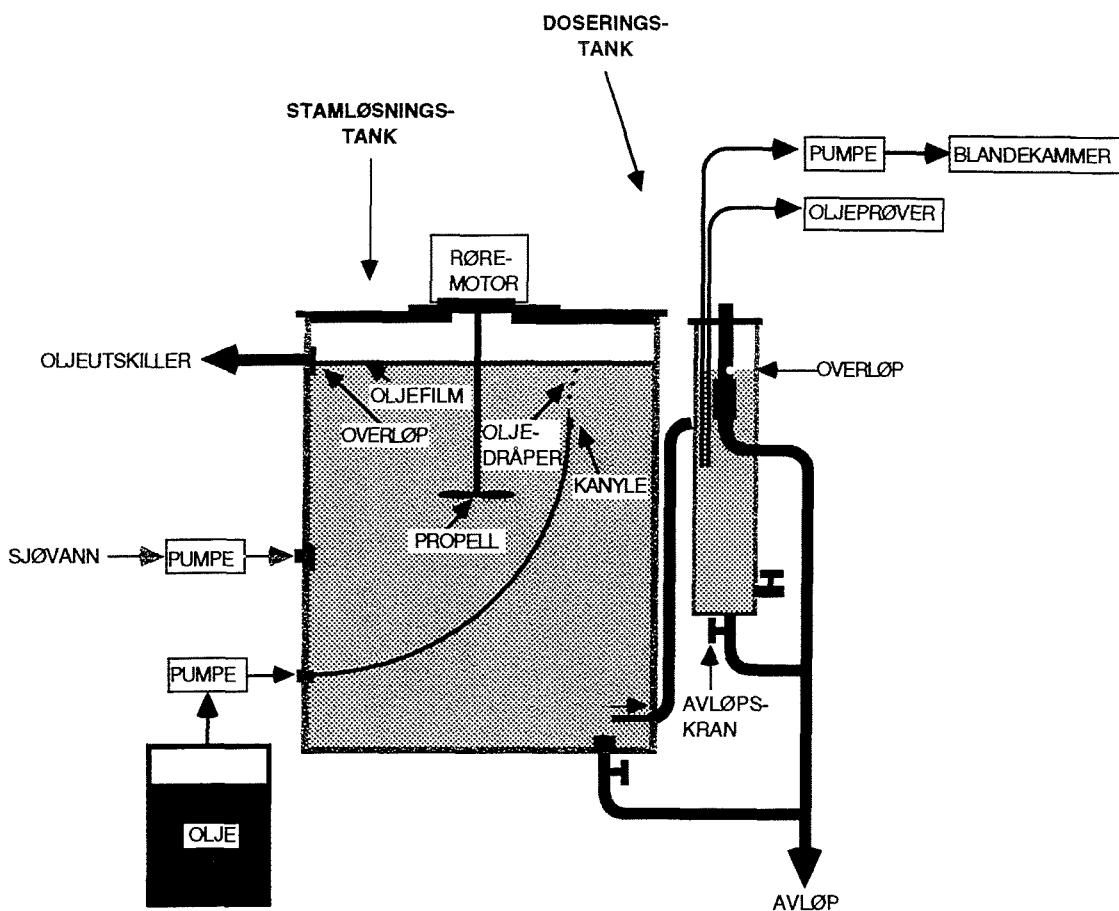 DOSERINGS-
TANK
STAMLØSNINGS-
TANK
PUMPE
BLANDEKAMMER
OLJEPRØVER
RØRE-
MOTOR
OLJEUTSKILLER
OVERLØP
OLJEFILM
OVERLØP
OLJE-
DRÅPER
KANYLE
PROPELL
SJØVANN
PUMPE
PUMPE
AVLØPS-
KRAN
OLJE
AVLØP